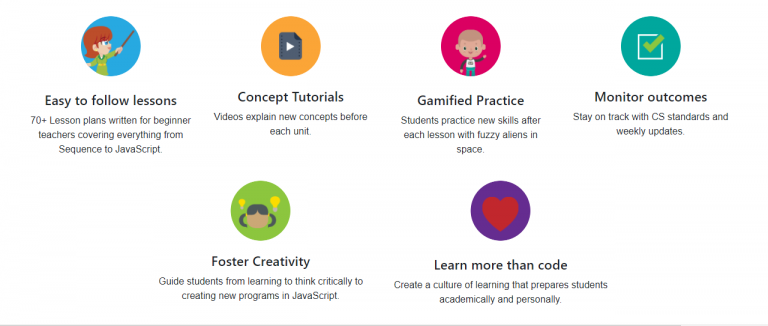 Easy to follow lessons
70+ Lesson plans written for beginner
teachers covering everything from
Sequence to JavaScript.
Concept Tutorials
Videos explain new concepts before
each unit.
Gamified Practice
Students practice new skills after
each lesson with fuzzy aliens in
space.
Monitor outcomes
Stay on track with CS standards and
weekly updates.
Foster Creativity
Guide students from learning to think critically to
creating new programs in JavaScript.
Learn more than code
Create a culture of learning that prepares students
academically and personally.